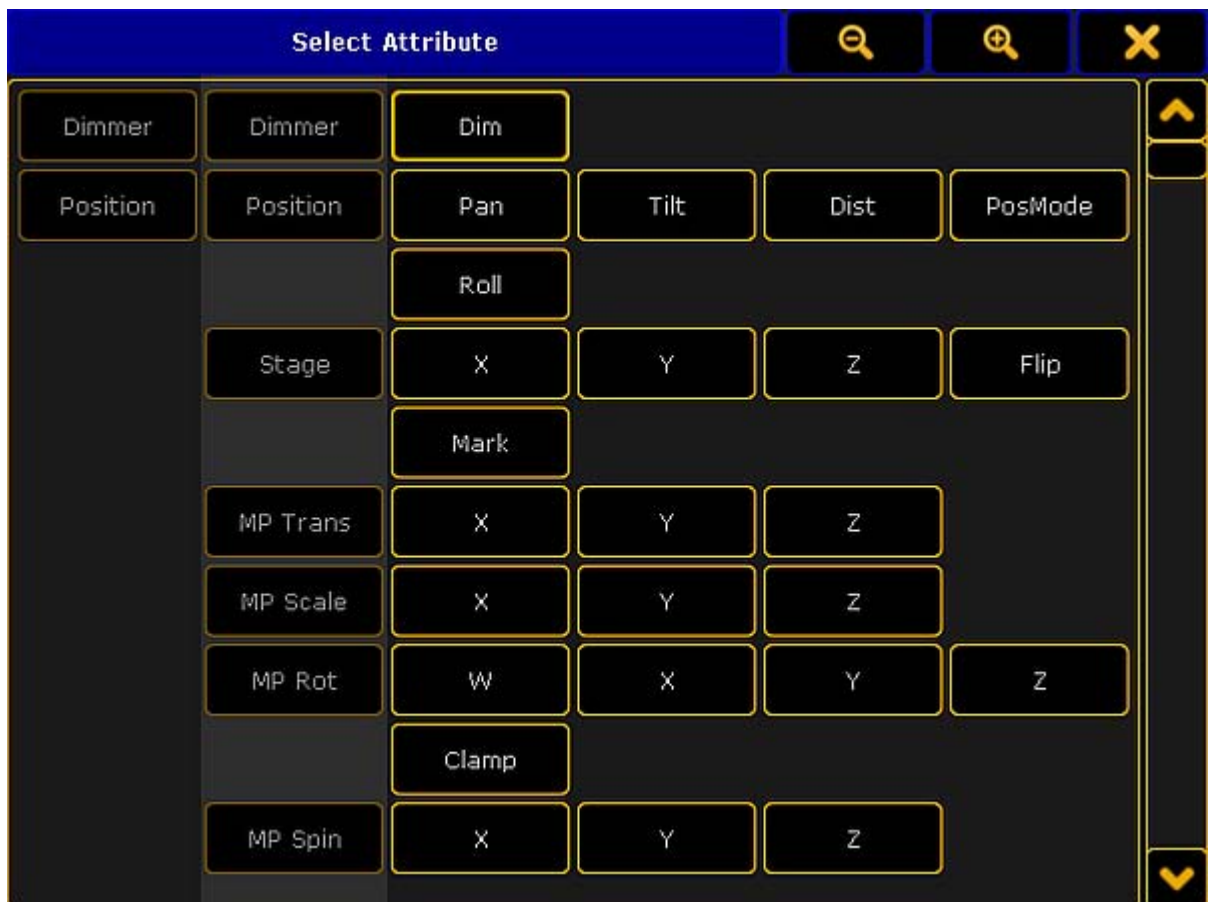 Select Attribute
Dimmer Dimmer Dim
Position Position Pan Tilt Dist PosMode
Roll
Stage X Y Z Flip
Mark
MP Trans X Y Z
MP Scale X Y Z
MP Rot W X Y Z
Clamp
MP Spin X Y Z